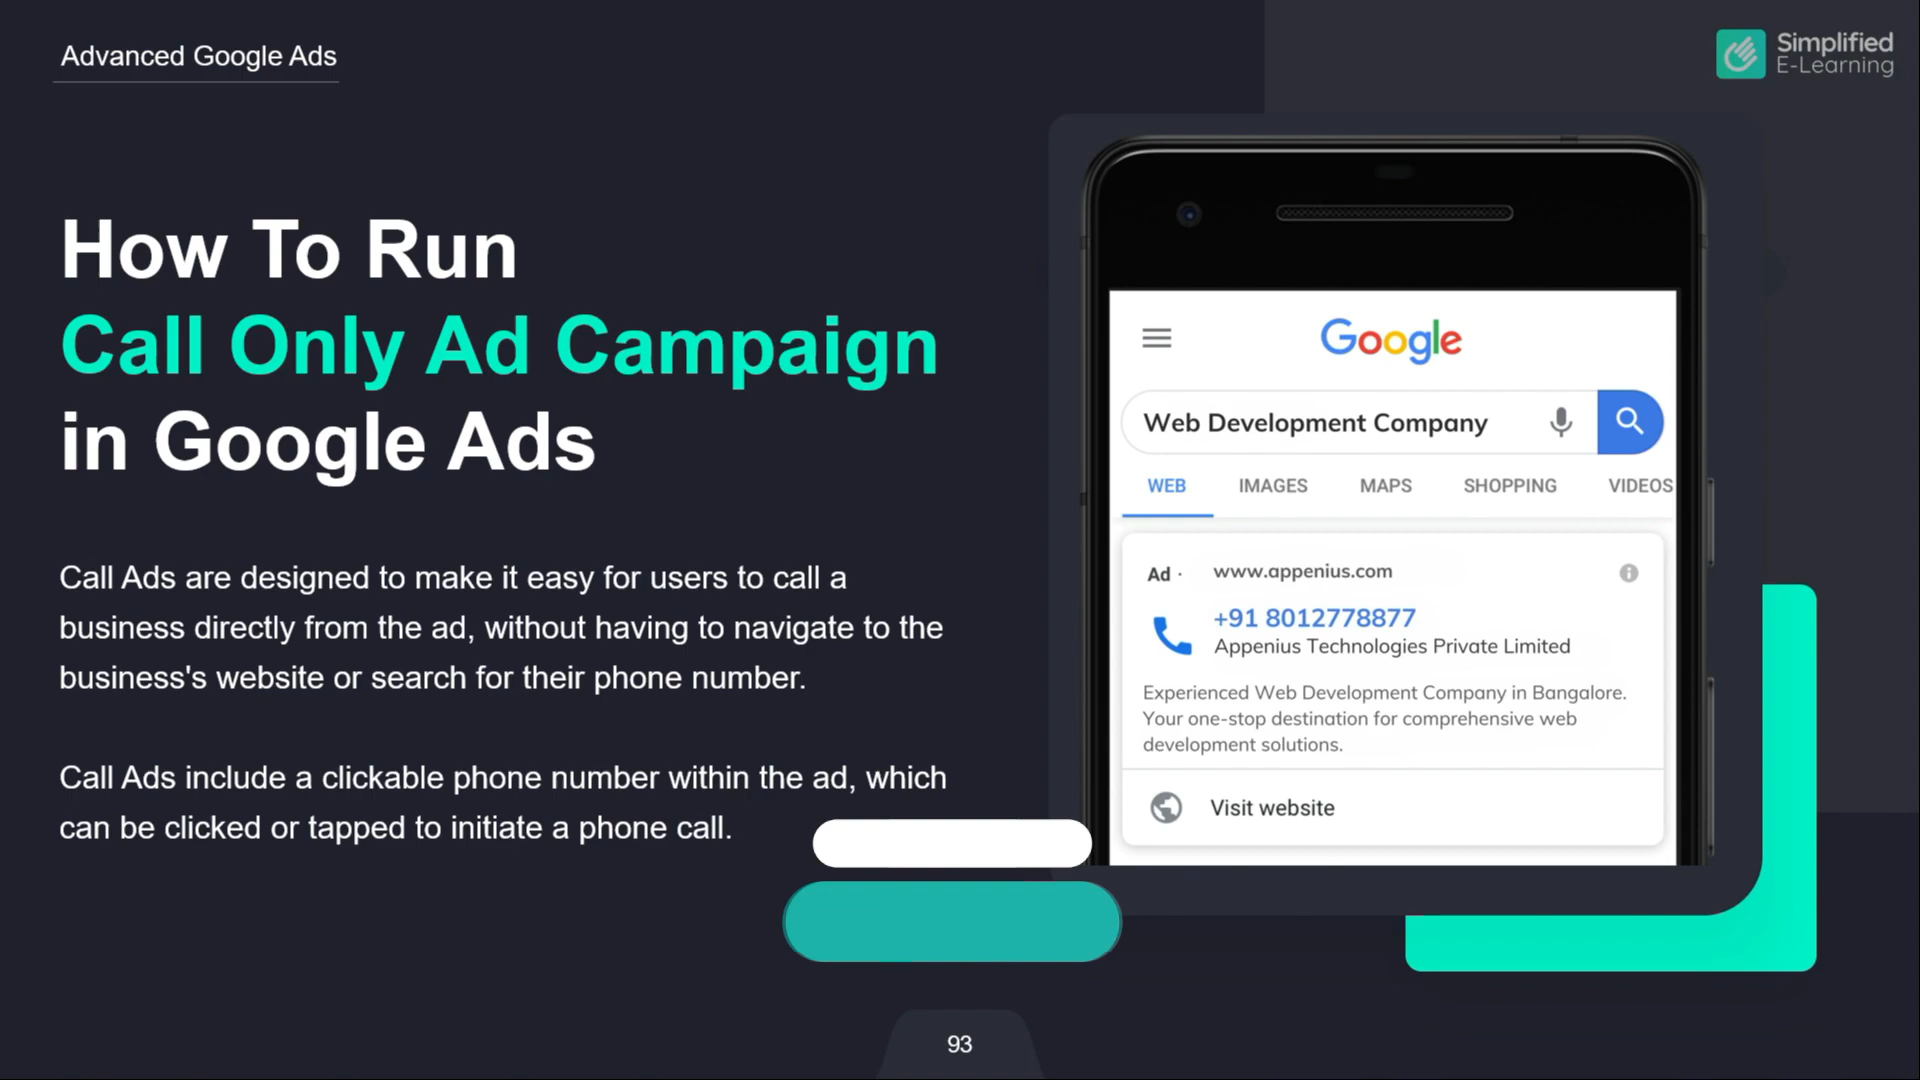 Advanced Google Ads
Simplified
E-Learning
How To Run
Call Only Ad Campaign
in Google Ads
Call Ads are designed to make it easy for users to call a
business directly from the ad, without having to navigate to the
business's website or search for their phone number.
Call Ads include a clickable phone number within the ad, which
can be clicked or tapped to initiate a phone call.
Google
Web Development Company
WEB IMAGES MAPS SHOPPING VIDEOS
Ad · www.appenius.com
+91 8012778877
Appenius Technologies Private Limited
Experienced Web Development Company in Bangalore.
Your one-stop destination for comprehensive web
development solutions.
Visit website
93